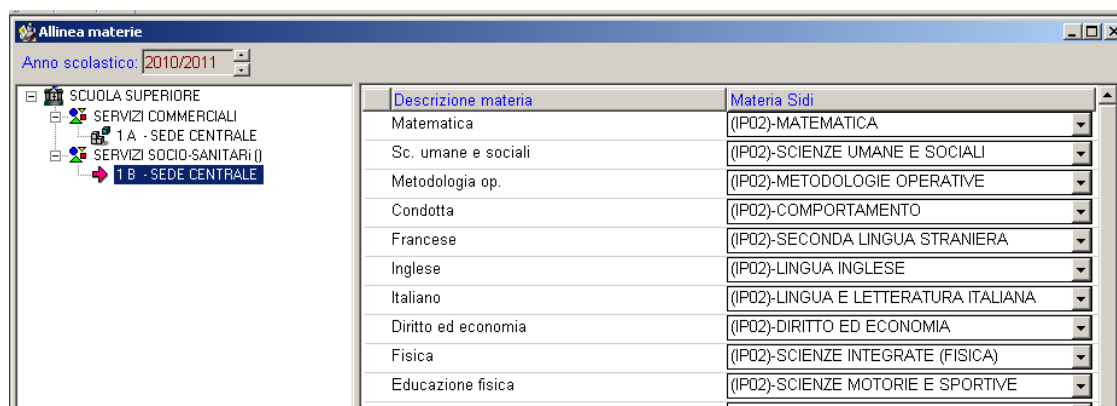 Allinea materie
Anno scolastico: 2010/2011
SCUOLA SUPERIORE
SERVIZI COMMERCIALI
1 A - SEDE CENTRALE
SERVIZI SOCIO-SANITARi ()
1 B - SEDE CENTRALE
Descrizione materia Materia Sidi
Matematica (IP02)-MATEMATICA
Sc. umane e sociali (IP02)-SCIENZE UMANE E SOCIALI
Metodologia op. (IP02)-METODOLOGIE OPERATIVE
Condotta (IP02)-COMPORTAMENTO
Francese (IP02)-SECONDA LINGUA STRANIERA
Inglese (IP02)-LINGUA INGLESE
Italiano (IP02)-LINGUA E LETTERATURA ITALIANA
Diritto ed economia (IP02)-DIRITTO ED ECONOMIA
Fisica (IP02)-SCIENZE INTEGRATE (FISICA)
Educazione fisica (IP02)-SCIENZE MOTORIE E SPORTIVE